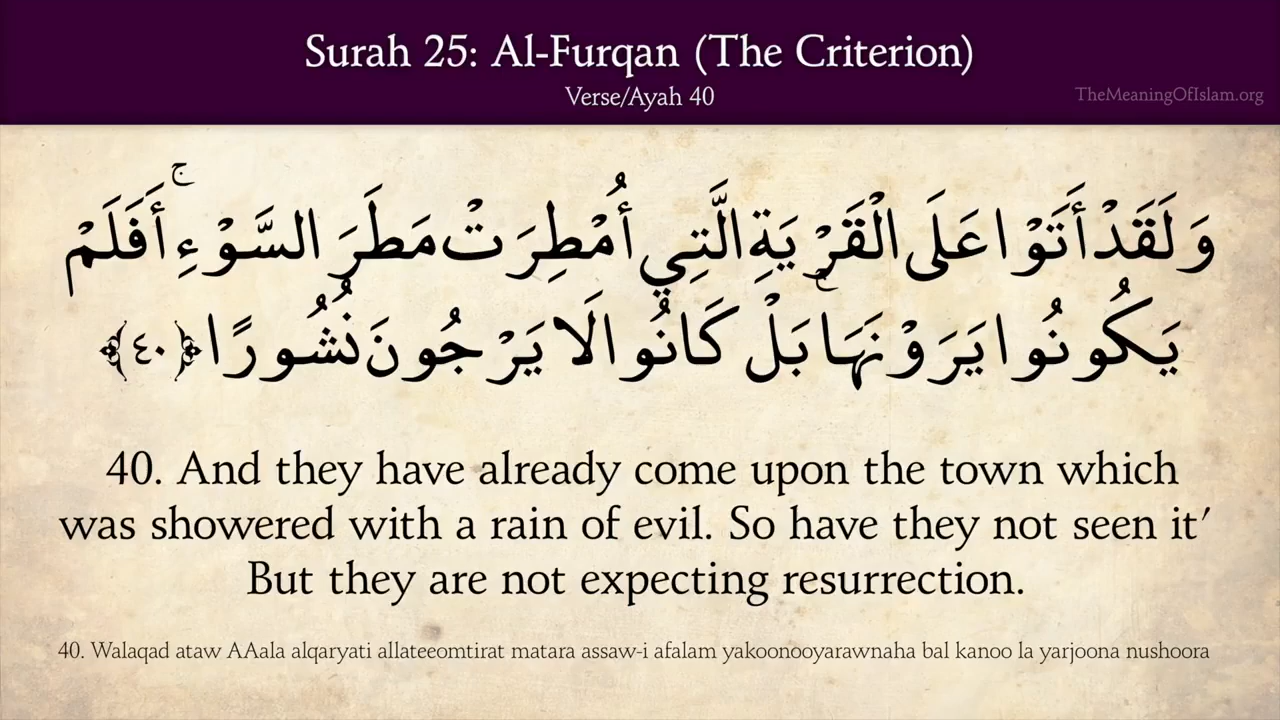 Surah 25: Al-Furqan (The Criterion)
Verse/Ayah 40
TheMeaningOfIslam.org
وَلَقَدْ أَتَوْا عَلَى الْقَرْيَةِ الَّتِي أُمْطِرَتْ مَطَرَ السَّوْءِ ۚ أَفَلَمْ
يَكُونُوا يَرَوْنَهَا ۚ بَلْ كَانُوا لَا يَرْجُونَ نُشُورًا ﴿٤٠﴾
40. And they have already come upon the town which
was showered with a rain of evil. So have they not seen it′
But they are not expecting resurrection.
40. Walaqad ataw AAala alqaryati allateeomtirat matara assaw-i afalam yakoonooyarawnaha bal kanoo la yarjoona nushoora